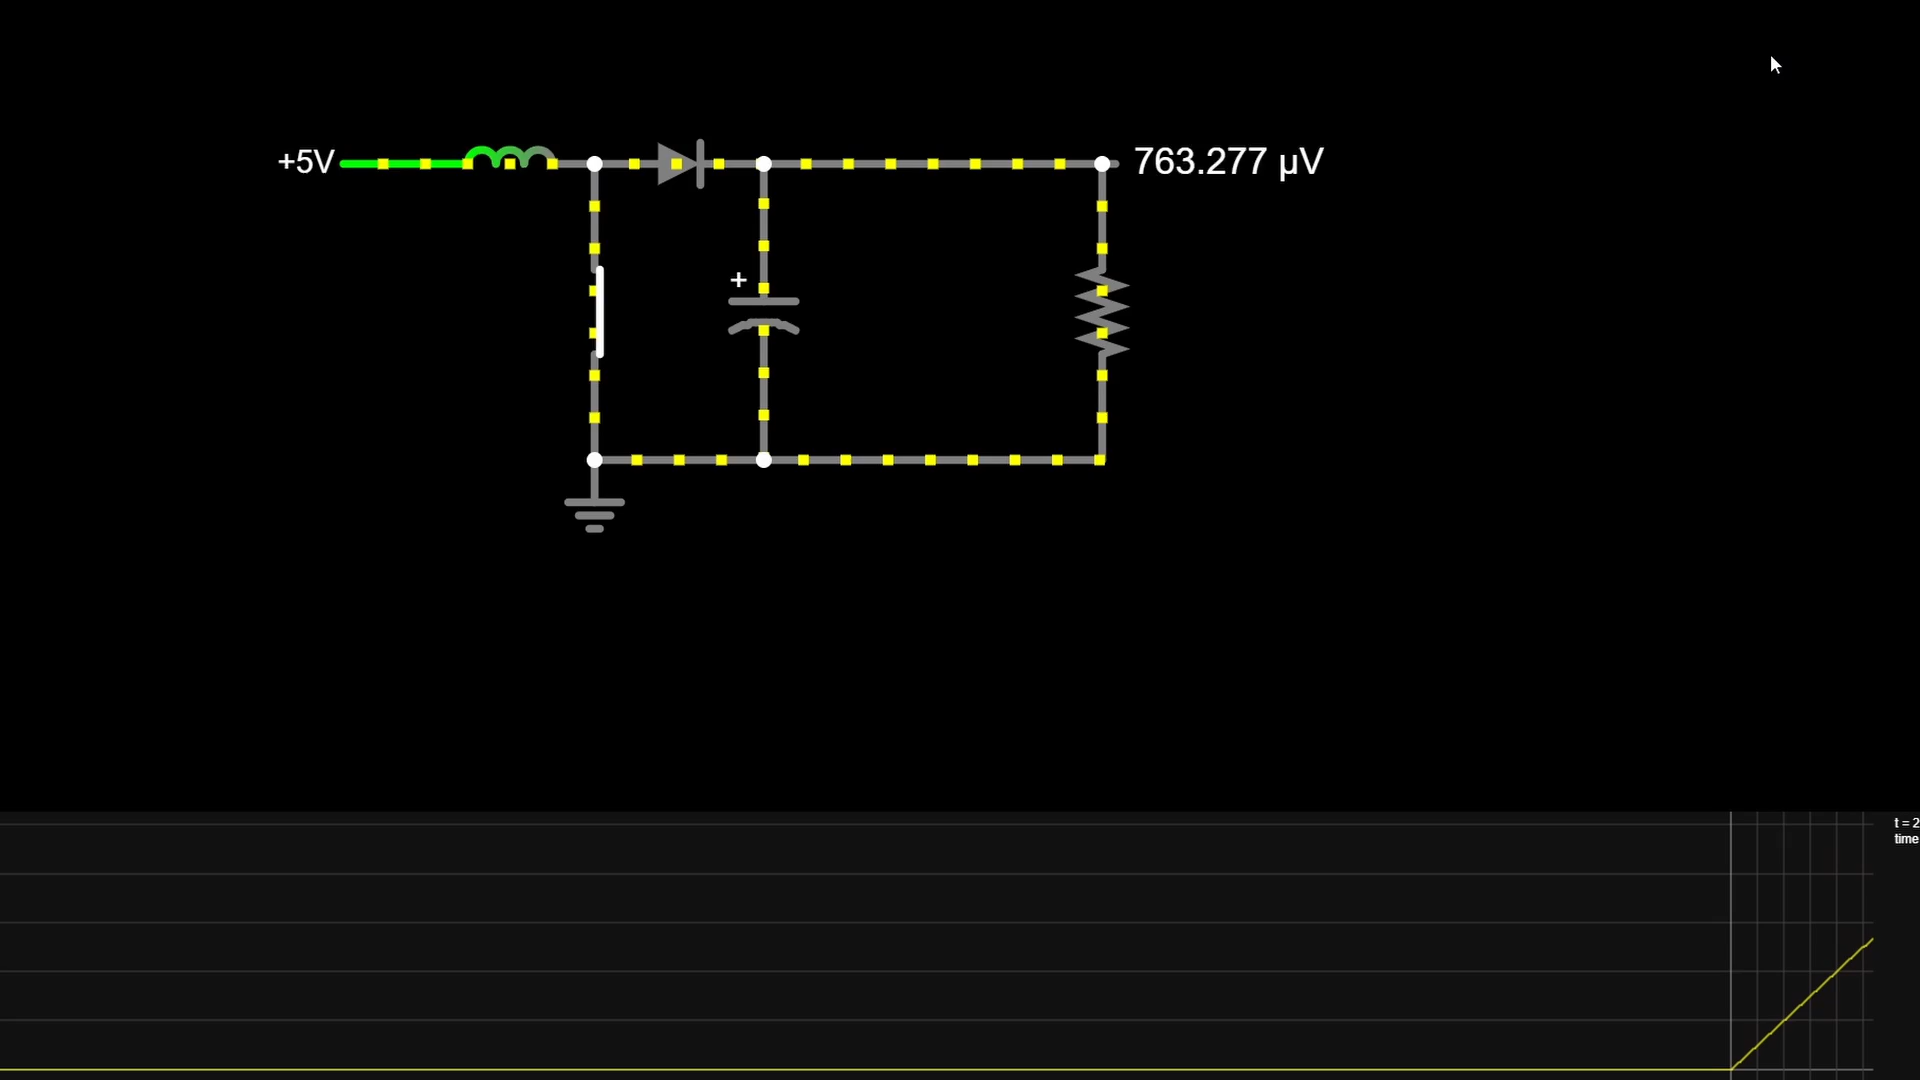 +5V
763.277 μV
+
t = 2
time